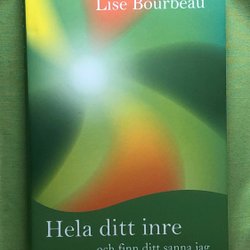 Lise Bourbeau
Hela ditt inre
och finn ditt sanna jag